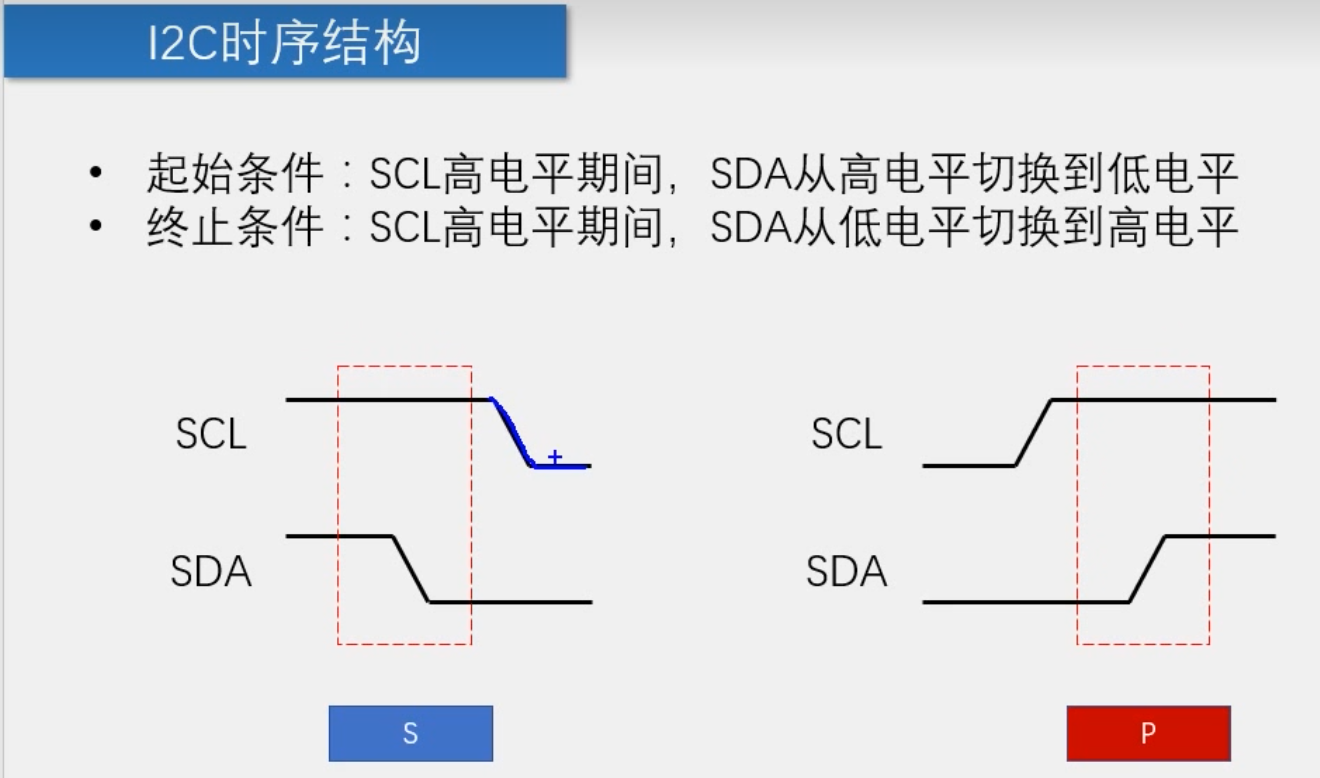 I2C时序结构
• 起始条件：SCL高电平期间，SDA从高电平切换到低电平
• 终止条件：SCL高电平期间，SDA从低电平切换到高电平
SCL SCL
SDA SDA
S P